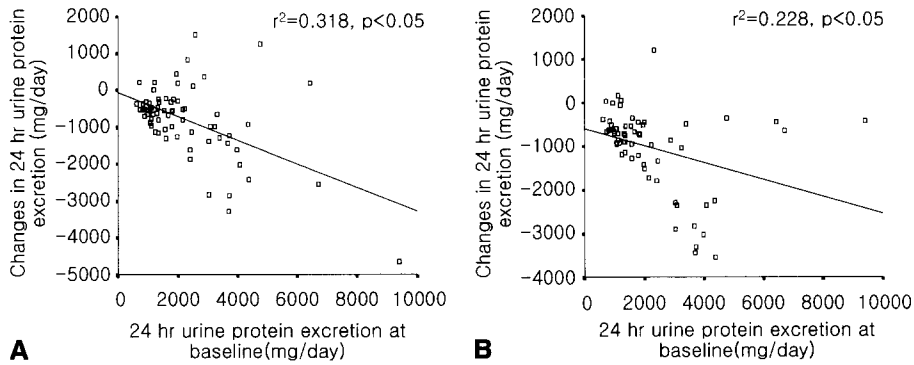 r²=0.318, p<0.05
Changes in 24 hr urine protein
excretion (mg/day)
2000
1000
0
−1000
−2000
−3000
−4000
−5000
0 2000 4000 6000 8000 10000
24 hr urine protein excretion at
baseline(mg/day)
A
r²=0.228, p<0.05
Changes in 24 hr urine protein
excretion (mg/day)
2000
1000
0
−1000
−2000
−3000
−4000
0 2000 4000 6000 8000 10000
24 hr urine protein excretion at
baseline(mg/day)
B